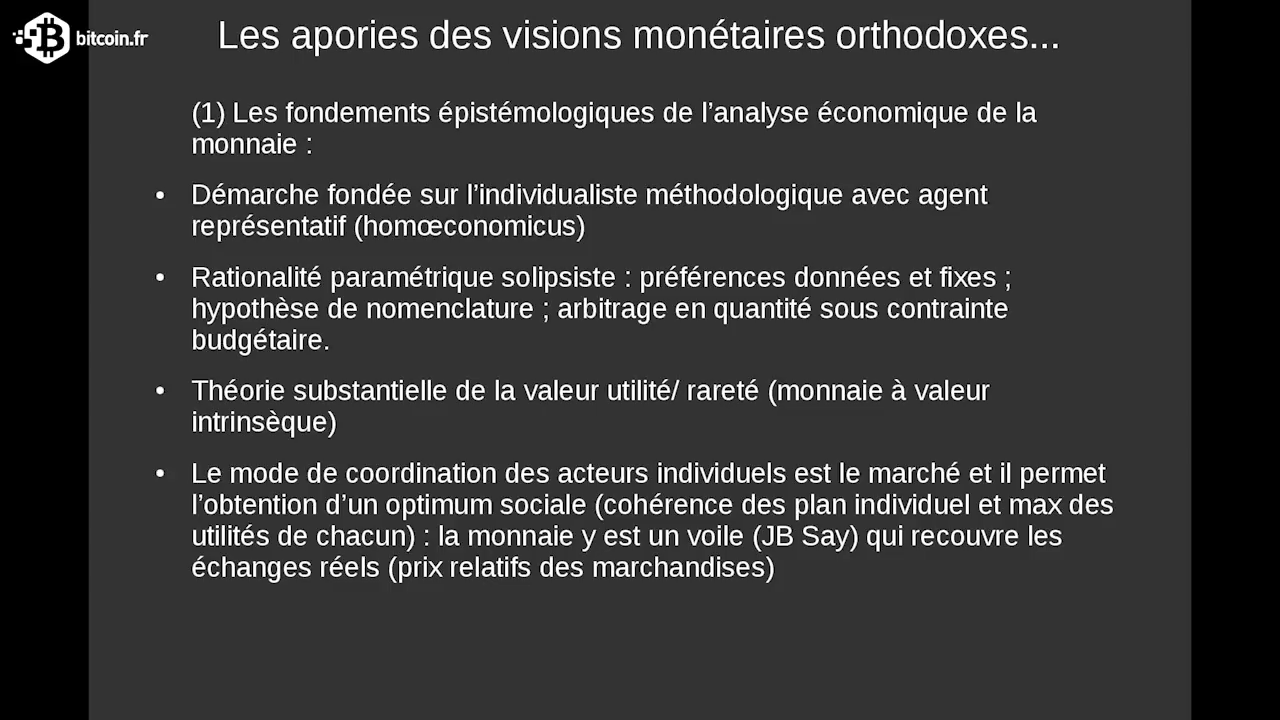 bitcoin.fr
Les apories des visions monétaires orthodoxes...
(1) Les fondements épistémologiques de l’analyse économique de la
monnaie :
• Démarche fondée sur l’individualiste méthodologique avec agent
représentatif (homœconomicus)
• Rationalité paramétrique solipsiste : préférences données et fixes ;
hypothèse de nomenclature ; arbitrage en quantité sous contrainte
budgétaire.
• Théorie substantielle de la valeur utilité/ rareté (monnaie à valeur
intrinsèque)
• Le mode de coordination des acteurs individuels est le marché et il permet
l’obtention d’un optimum sociale (cohérence des plan individuel et max des
utilités de chacun) : la monnaie y est un voile (JB Say) qui recouvre les
échanges réels (prix relatifs des marchandises)